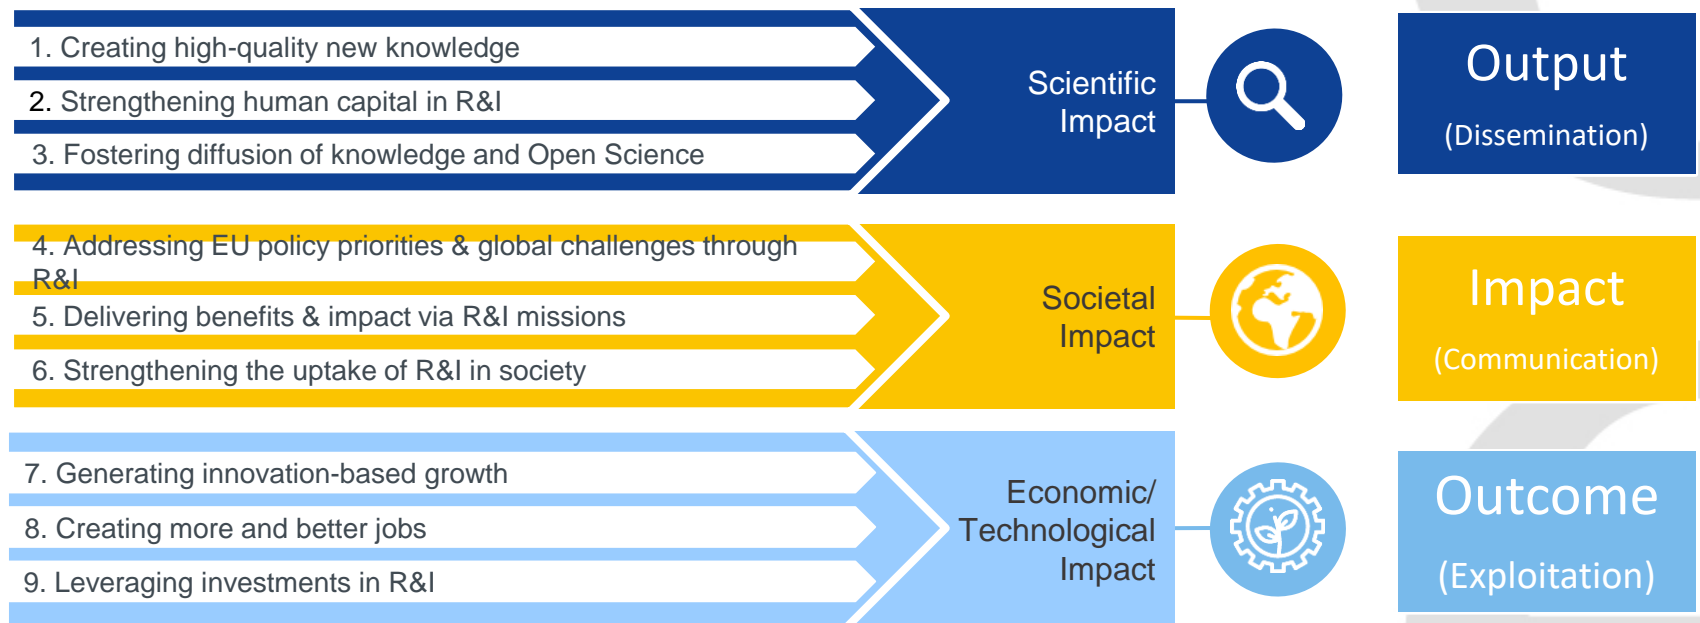 1. Creating high-quality new knowledge
2. Strengthening human capital in R&I
3. Fostering diffusion of knowledge and Open Science
Scientific
Impact
Output
(Dissemination)
4. Addressing EU policy priorities & global challenges through
R&I
5. Delivering benefits & impact via R&I missions
6. Strengthening the uptake of R&I in society
Societal
Impact
Impact
(Communication)
7. Generating innovation-based growth
8. Creating more and better jobs
9. Leveraging investments in R&I
Economic/
Technological
Impact
Outcome
(Exploitation)